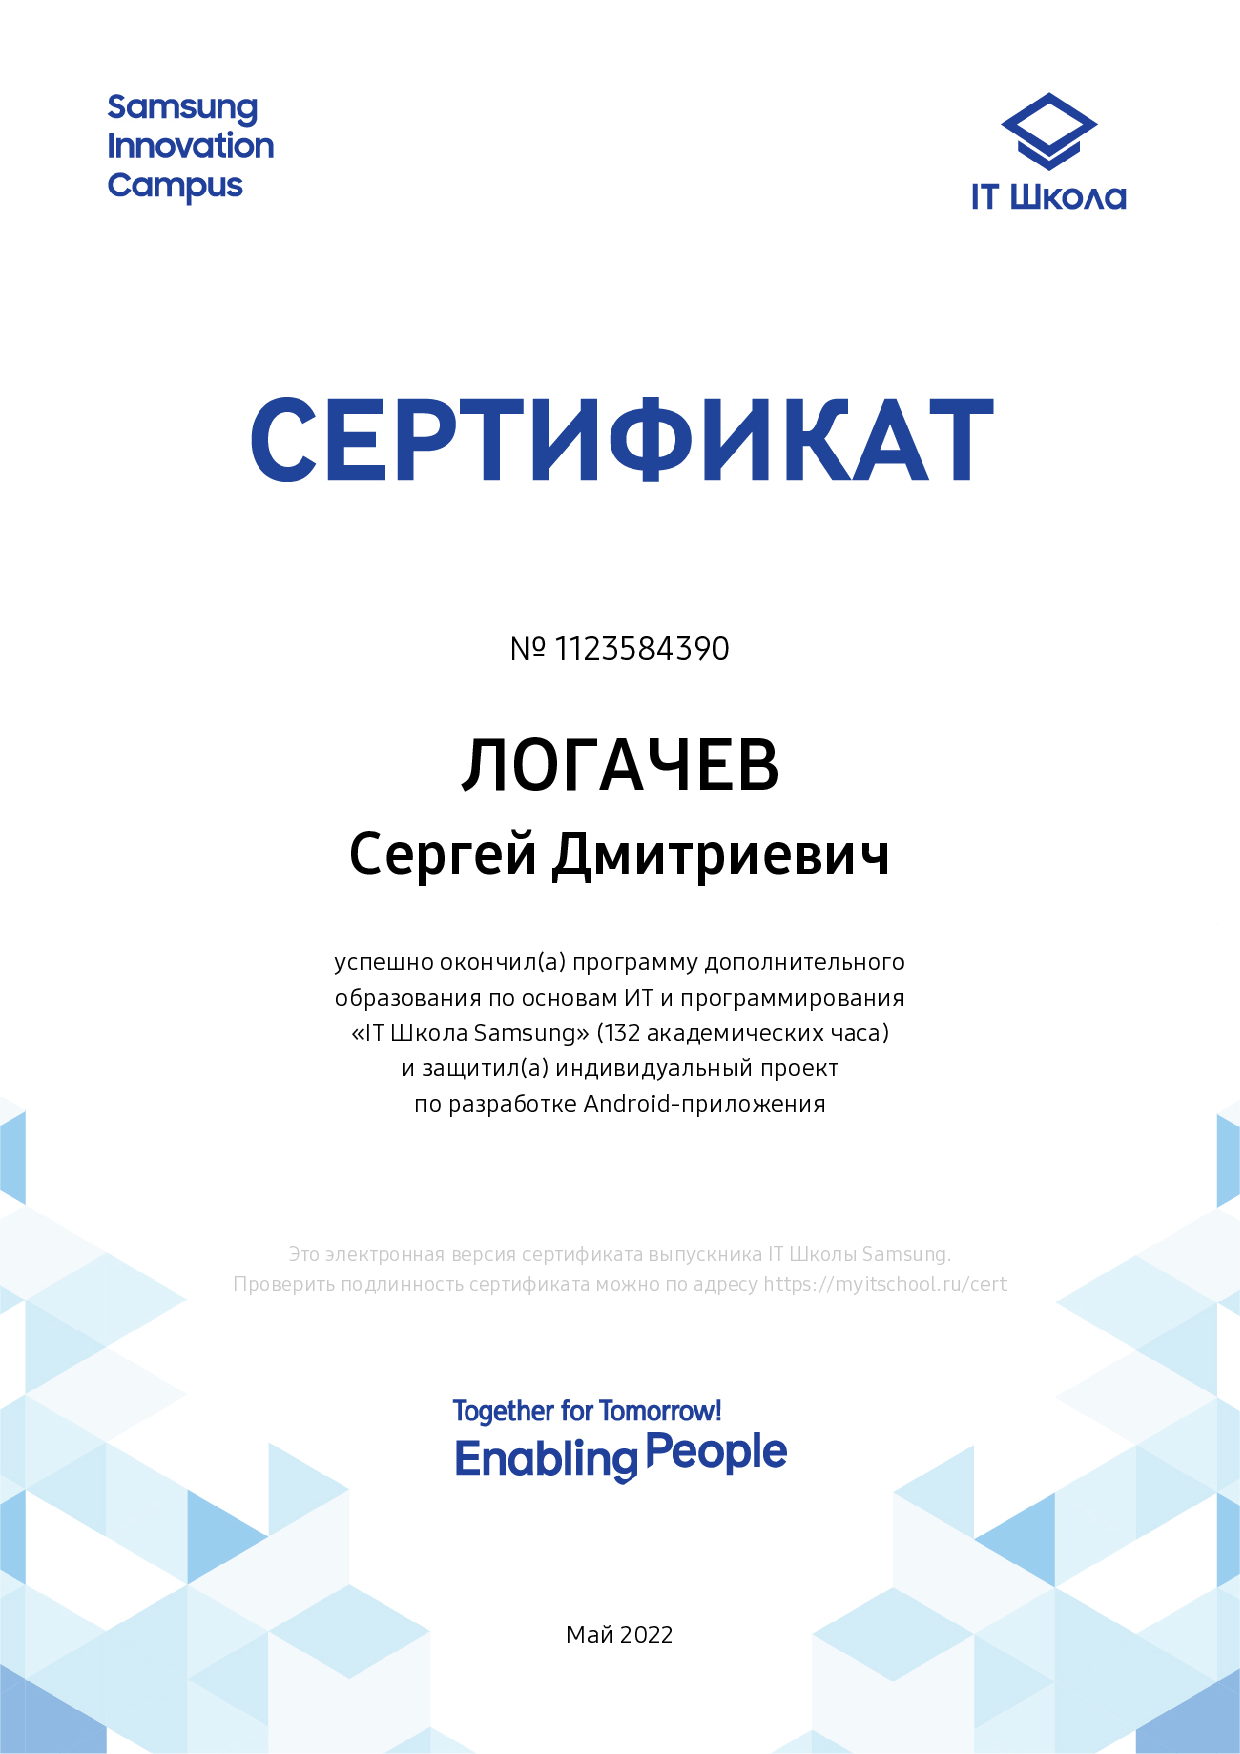 Samsung
Innovation
Campus
IT Школа
СЕРТИФИКАТ
№ 1123584390
ЛОГАЧЕВ
Сергей Дмитриевич
успешно окончил(а) программу дополнительного
образования по основам ИТ и программирования
«IT Школа Samsung» (132 академических часа)
и защитил(а) индивидуальный проект
по разработке Android-приложения
Это электронная версия сертификата выпускника IT Школы Samsung.
Проверить подлинность сертификата можно по адресу https://myitschool.ru/cert
Together for Tomorrow!
Enabling People
Май 2022